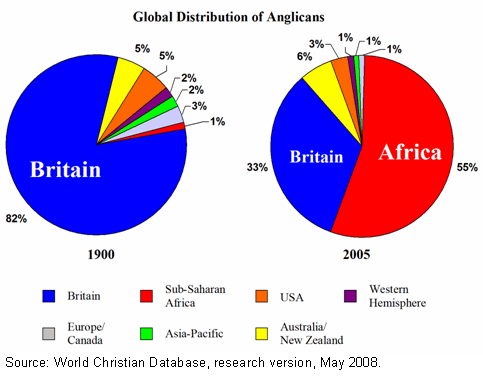 Global Distribution of Anglicans
5%
5%
2%
2%
3%
1%
82%
Britain
1900
1%
3%
1%
1%
6%
33%
Britain
Africa
55%
2005
Britain
Sub-Saharan
Africa
USA
Western
Hemisphere
Europe/
Canada
Asia-Pacific
Australia/
New Zealand
Source: World Christian Database, research version, May 2008.